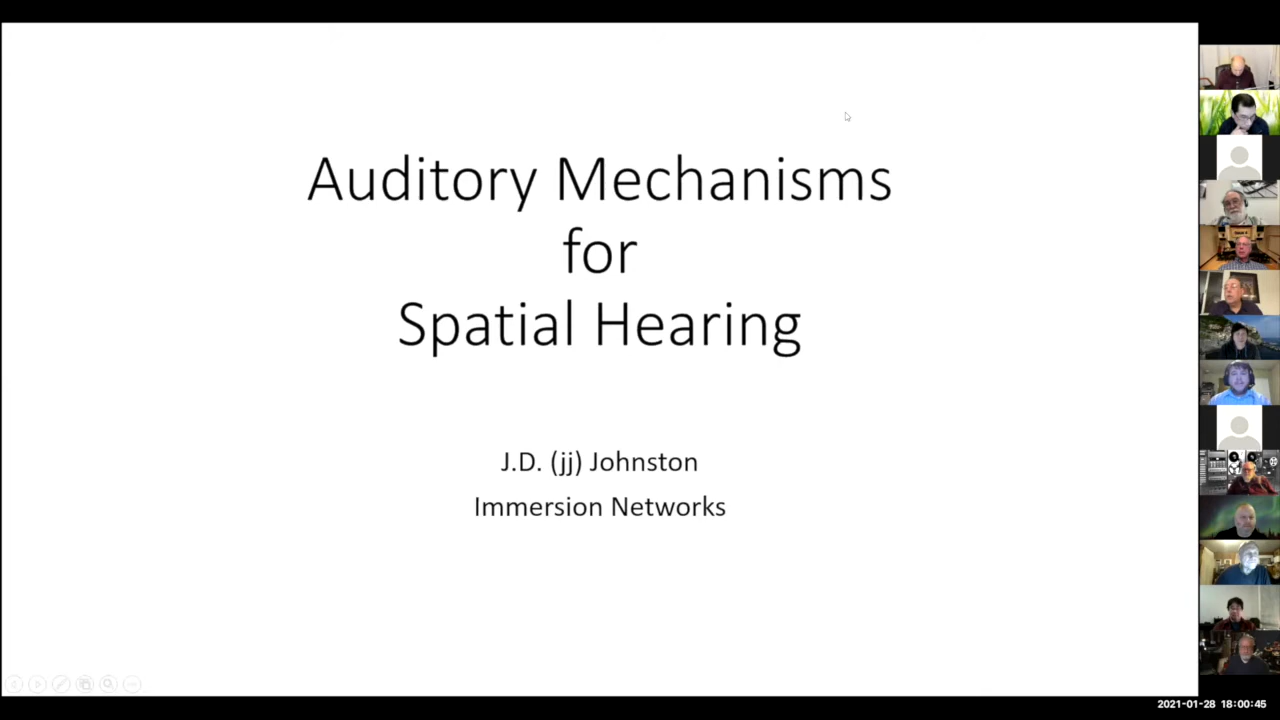 Auditory Mechanisms
for
Spatial Hearing
J.D. (jj) Johnston
Immersion Networks
2021-01-28 18:00:45